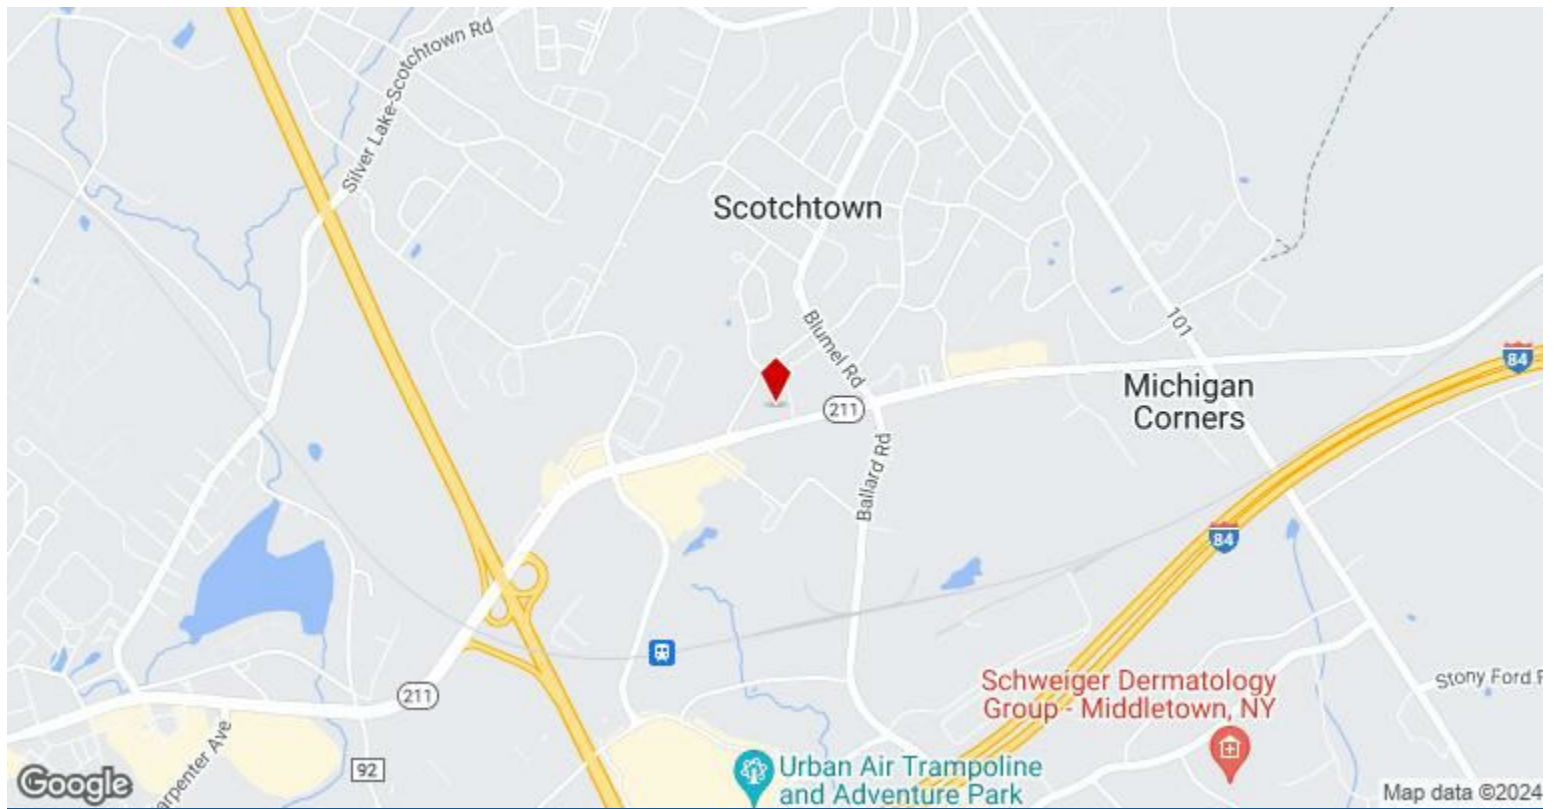 Silver Lake-Scotchtown Rd
Scotchtown
Blumel Rd
101
84
Michigan
Corners
211
Ballard Rd
84
Schweiger Dermatology
Group - Middletown, NY
Stony Ford R
211
92
arpenter Ave
Urban Air Trampoline
and Adventure Park
Google
Map data ©2024